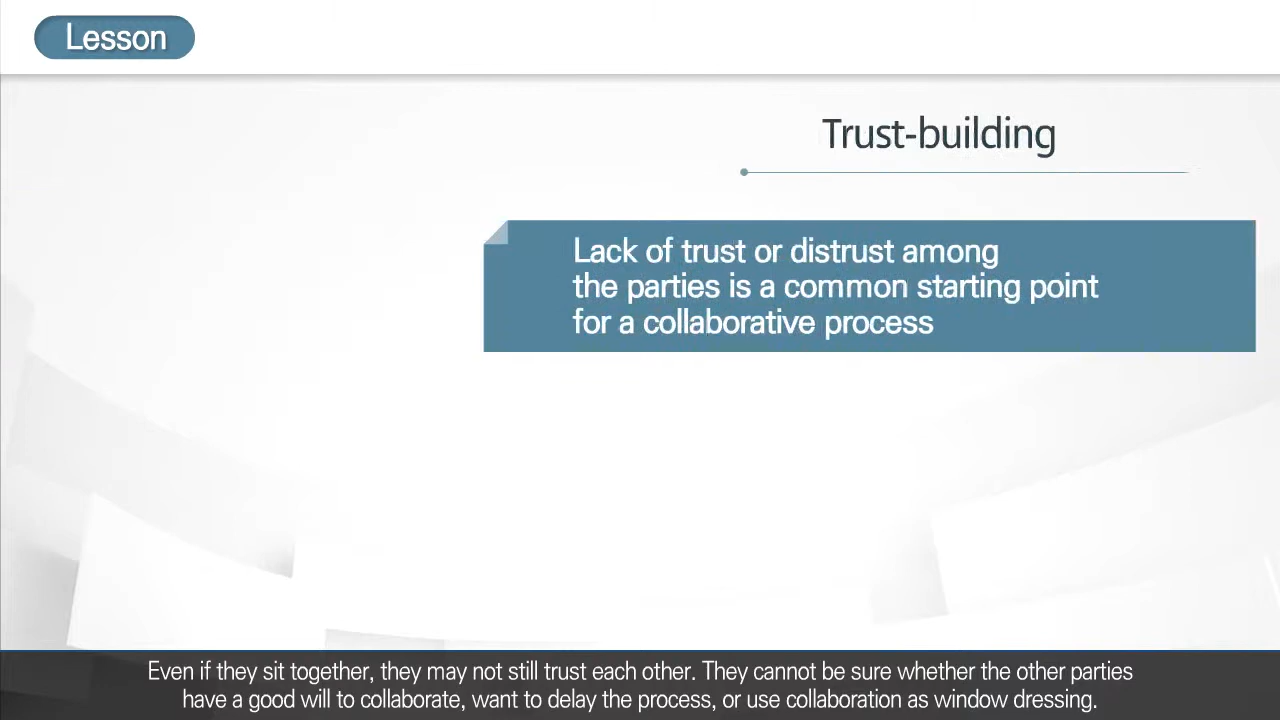 Lesson
Trust-building
Lack of trust or distrust among
the parties is a common starting point
for a collaborative process
Even if they sit together, they may not still trust each other. They cannot be sure whether the other parties
have a good will to collaborate, want to delay the process, or use collaboration as window dressing.